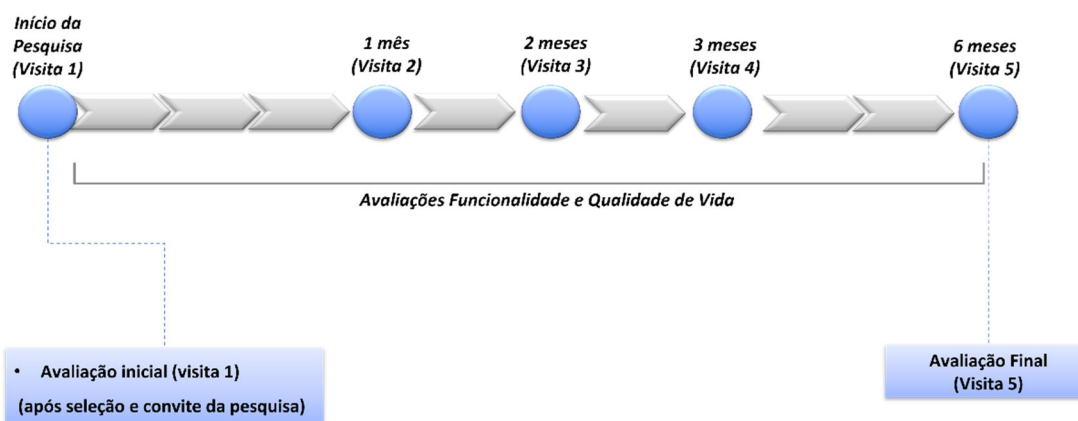 Início da
Pesquisa
(Visita 1)
1 mês
(Visita 2)
2 meses
(Visita 3)
3 meses
(Visita 4)
6 meses
(Visita 5)
Avaliações Funcionalidade e Qualidade de Vida
• Avaliação inicial (visita 1)
(após seleção e convite da pesquisa)
Avaliação Final
(Visita 5)